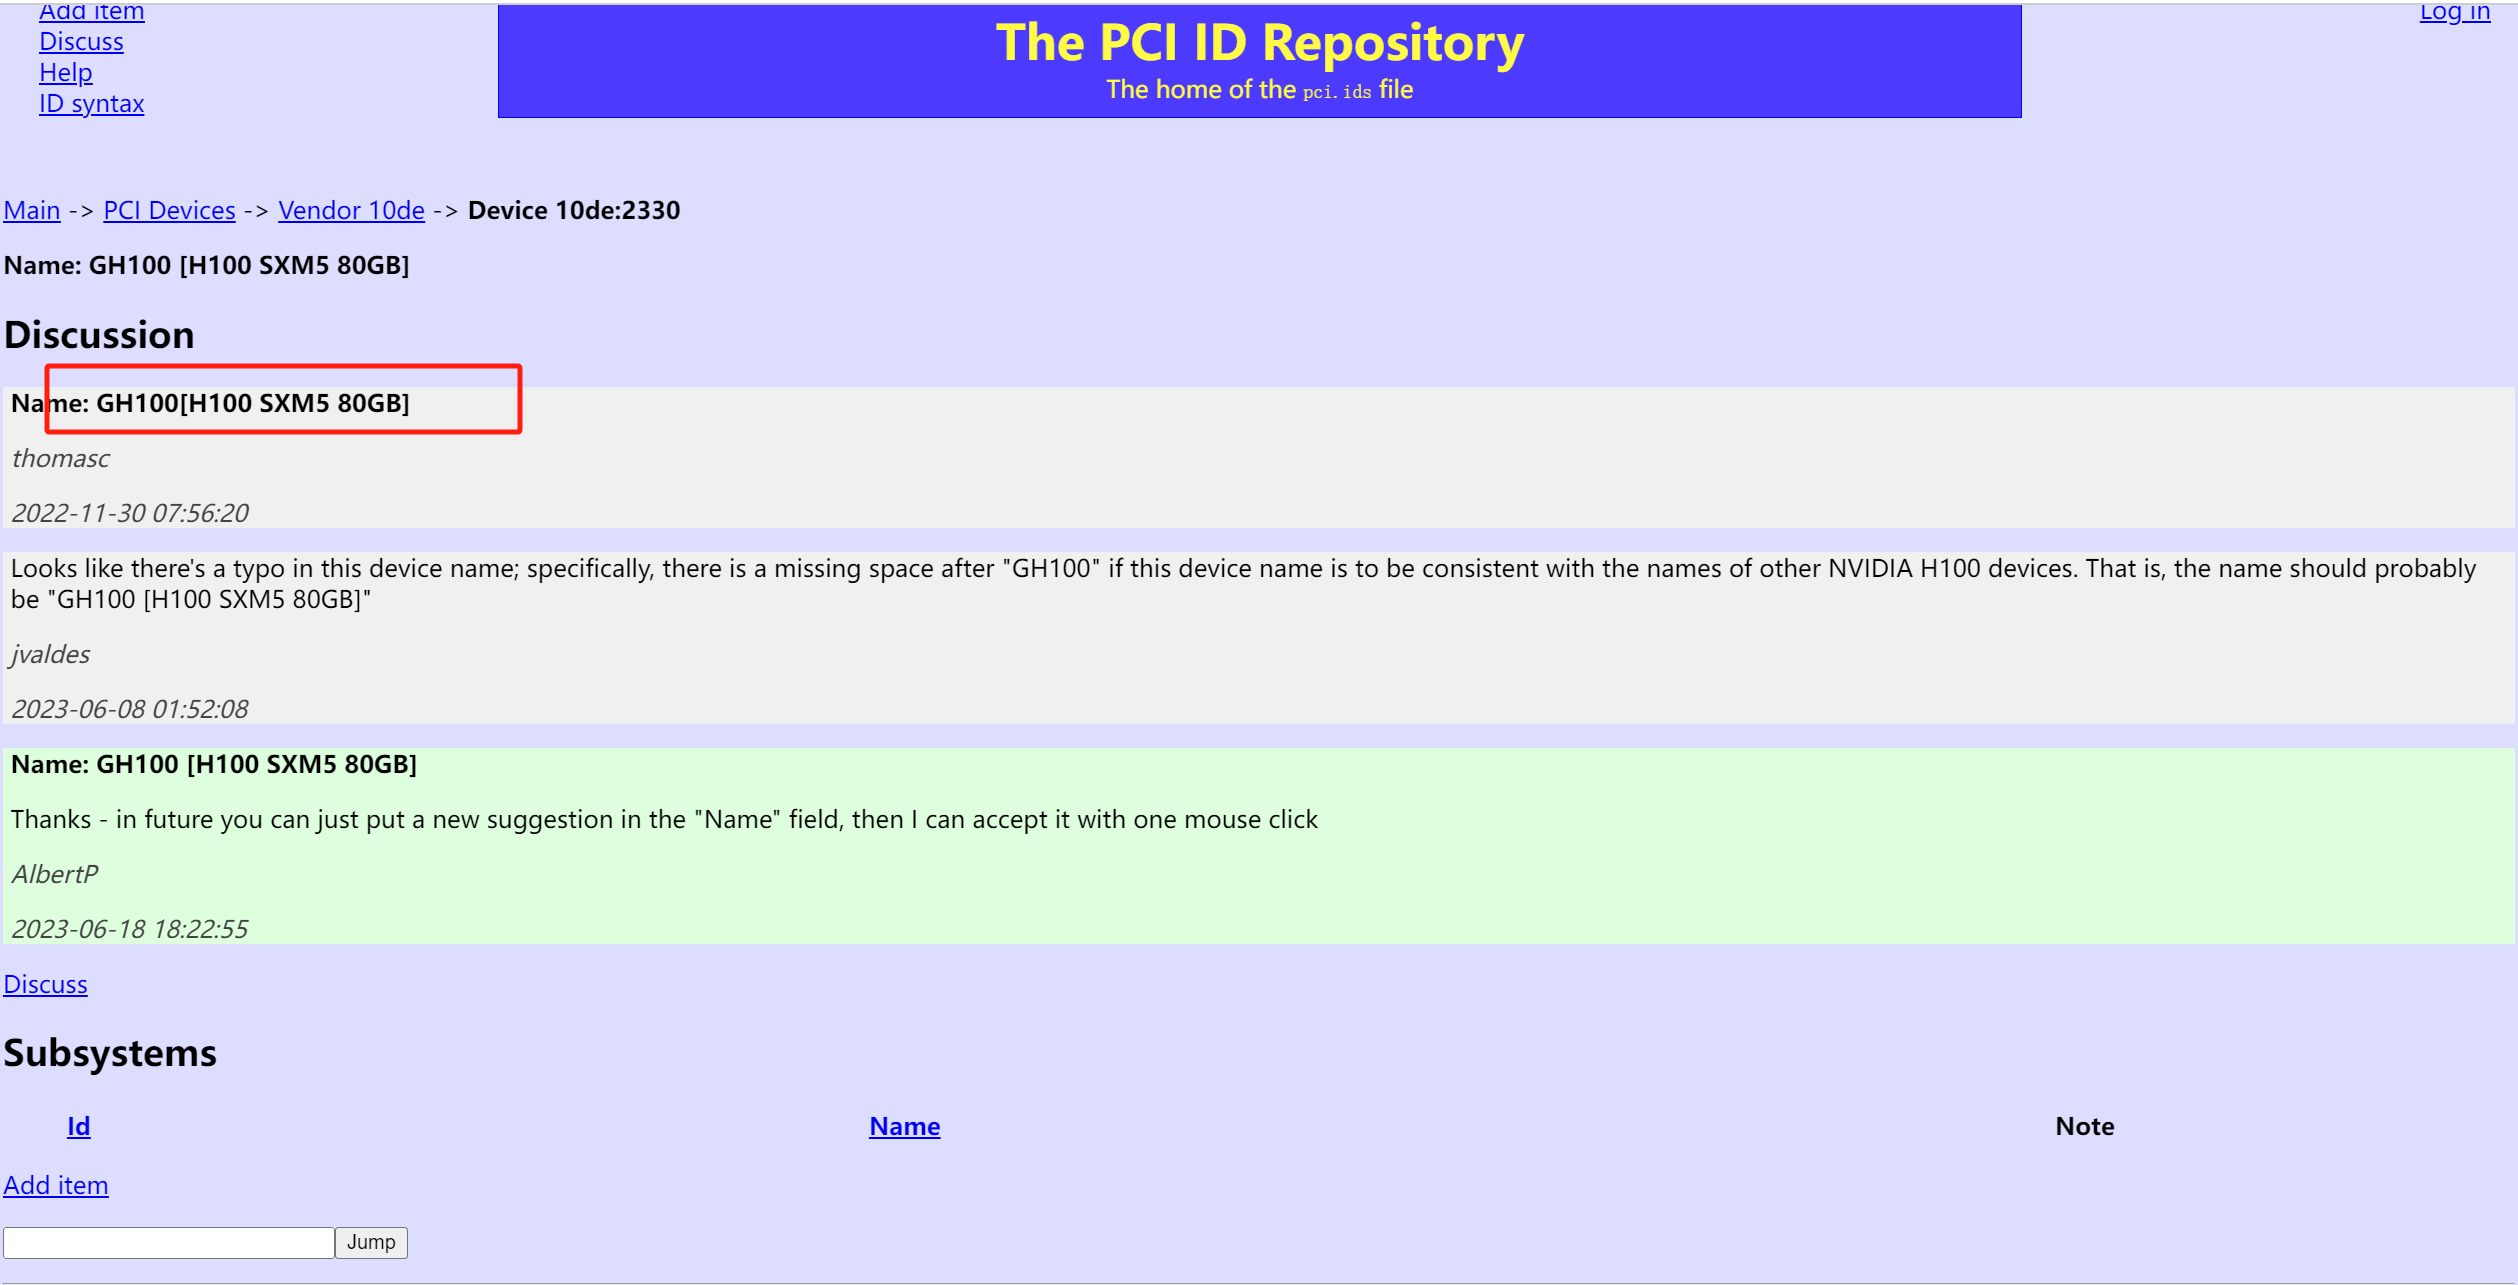 Add item
Discuss
Help
ID syntax
The PCI ID Repository
The home of the pci.ids file
Log in
Main -> PCI Devices -> Vendor 10de -> Device 10de:2330
Name: GH100 [H100 SXM5 80GB]
Discussion
Name: GH100[H100 SXM5 80GB]
thomasc
2022-11-30 07:56:20
Looks like there's a typo in this device name; specifically, there is a missing space after "GH100" if this device name is to be consistent with the names of other NVIDIA H100 devices. That is, the name should probably
be "GH100 [H100 SXM5 80GB]"
jvaldes
2023-06-08 01:52:08
Name: GH100 [H100 SXM5 80GB]
Thanks - in future you can just put a new suggestion in the "Name" field, then I can accept it with one mouse click
AlbertP
2023-06-18 18:22:55
Discuss
Subsystems
Id Name Note
Add item
Jump